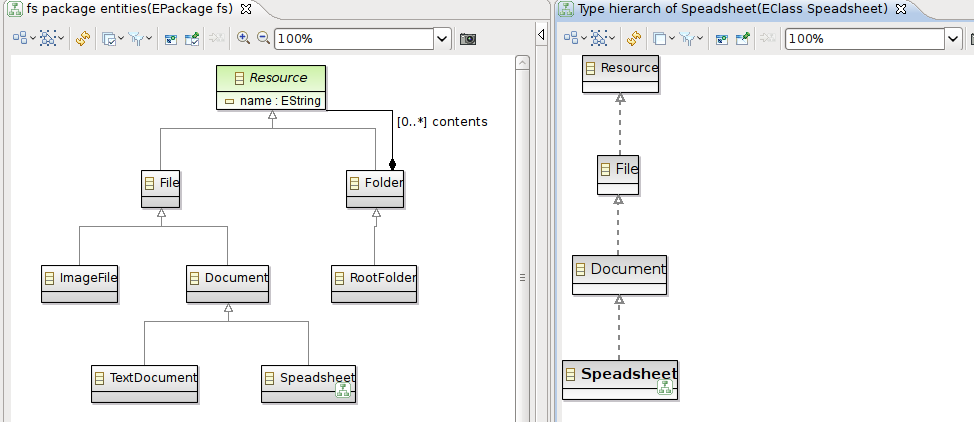 fs package entities(EPackage fs)
100%
Resource
name : EString
[0..*] contents
File
Folder
ImageFile
Document
RootFolder
TextDocument
Speadsheet
Type hierarch of Speadsheet(EClass Speadsheet)
100%
Resource
File
Document
Speadsheet